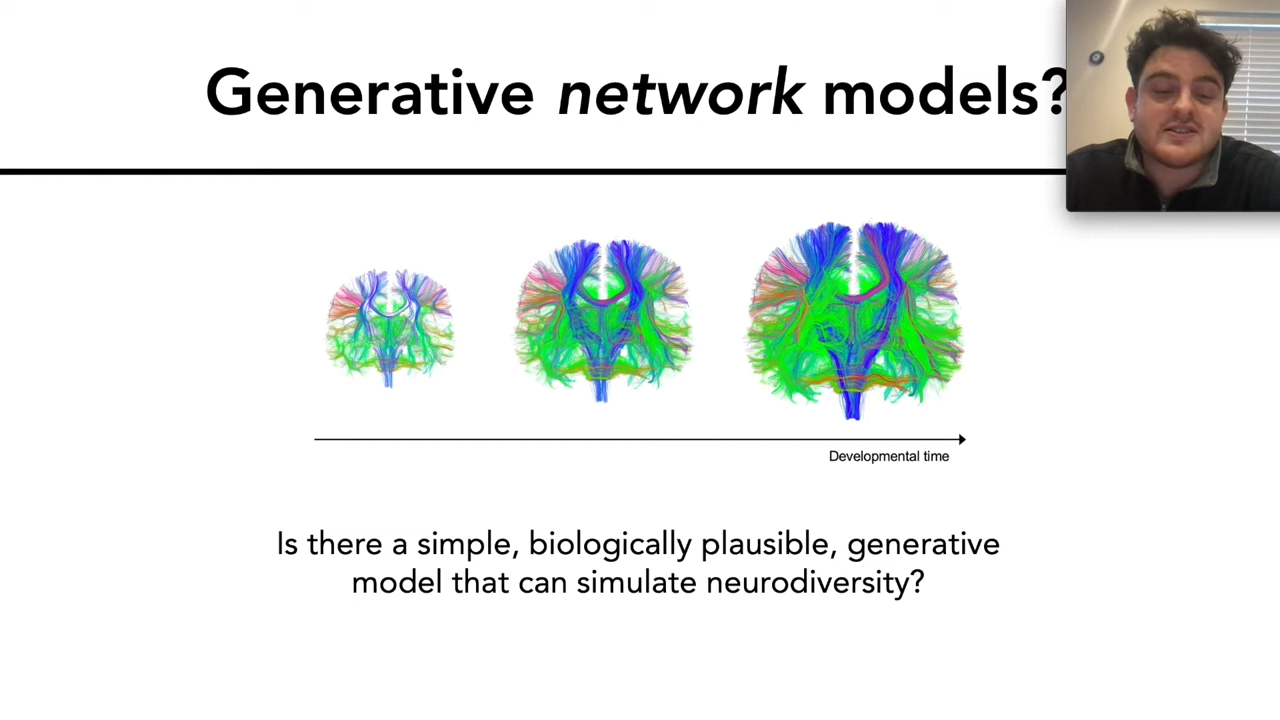 Generative network models?
Developmental time
Is there a simple, biologically plausible, generative
model that can simulate neurodiversity?